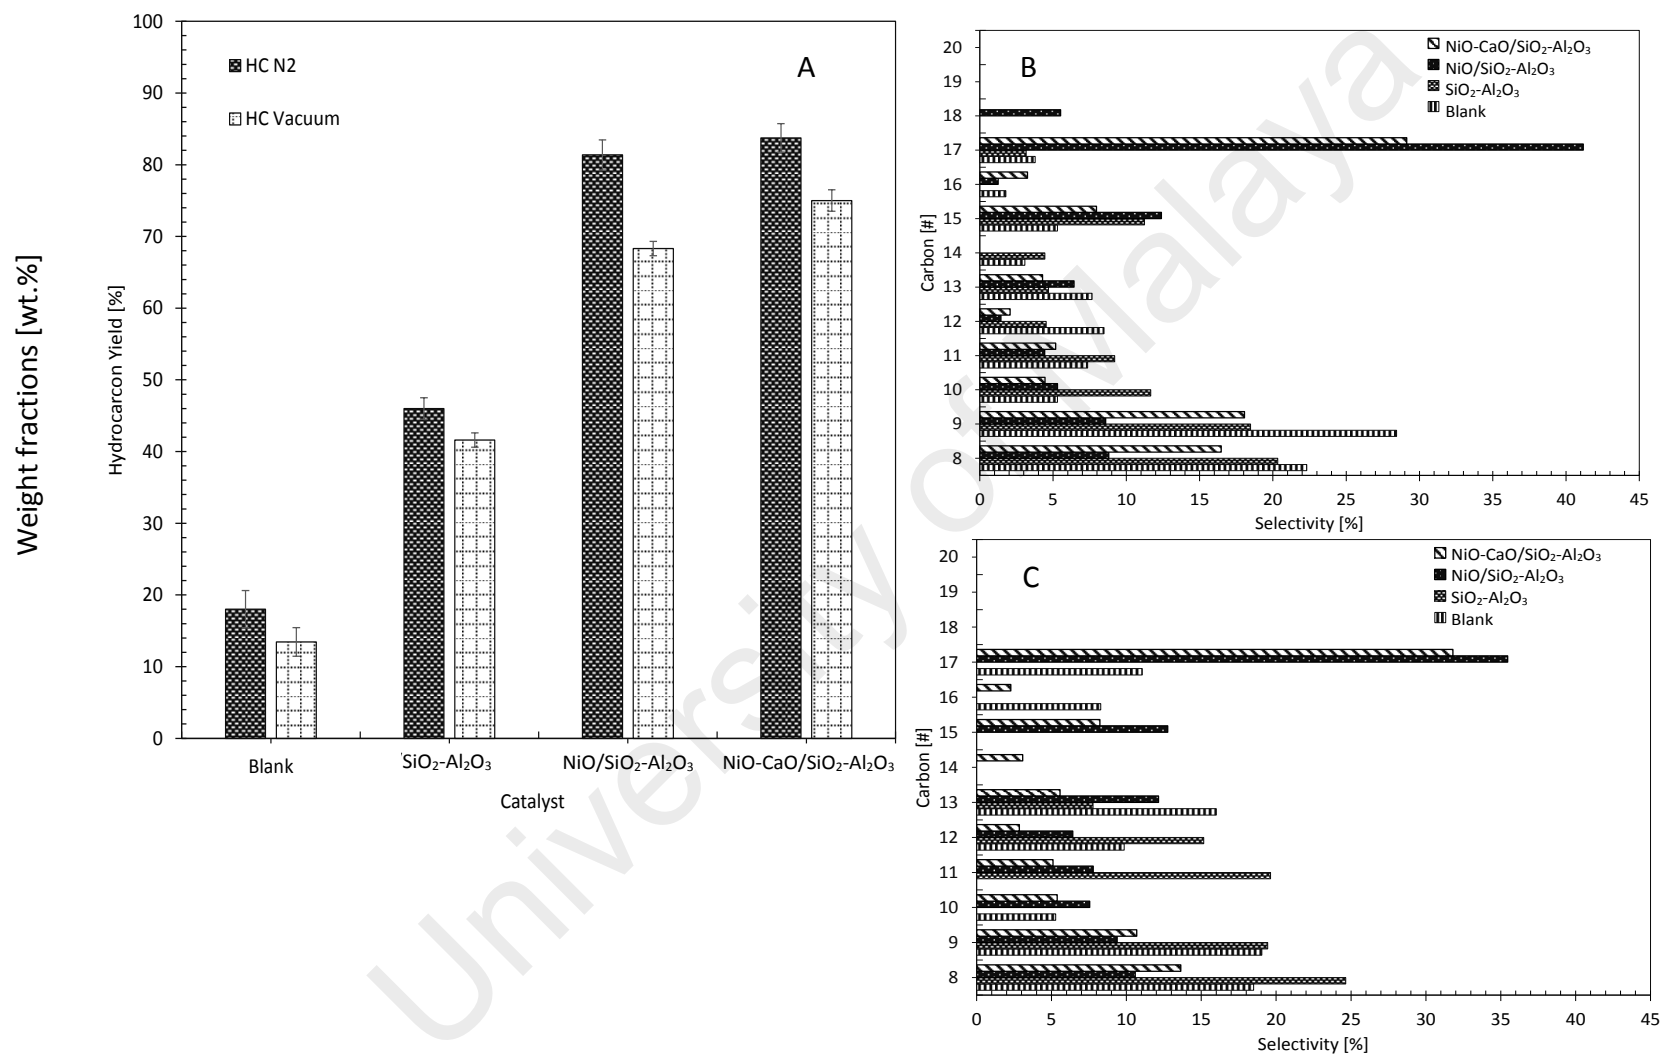 Weight fractions [wt.%]
Hydrocarcon Yield [%]
100
90
80
70
60
50
40
30
20
10
0
HC N2
HC Vacuum
A
Blank
SiO₂-Al₂O₃
NiO/SiO₂-Al₂O₃
NiO-CaO/SiO₂-Al₂O₃
Catalyst
B
NiO-CaO/SiO₂-Al₂O₃
NiO/SiO₂-Al₂O₃
SiO₂-Al₂O₃
Blank
Carbon [#]
20
19
18
17
16
15
14
13
12
11
10
9
8
0 5 10 15 20 25 30 35 40 45
Selectivity [%]
C
NiO-CaO/SiO₂-Al₂O₃
NiO/SiO₂-Al₂O₃
SiO₂-Al₂O₃
Blank
Carbon [#]
20
19
18
17
16
15
14
13
12
11
10
9
8
0 5 10 15 20 25 30 35 40 45
Selectivity [%]
University of Malaya